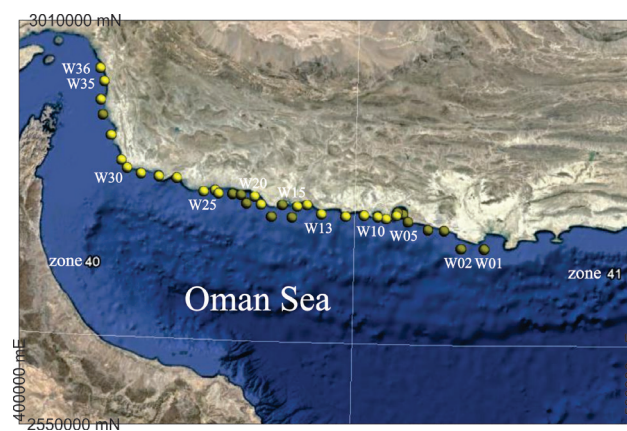 3010000 mN
W36
W35
W30
W25
W20
W15
W13
W10
W05
W02 W01
zone 40
zone 41
Oman Sea
400000 mE
2550000 mN